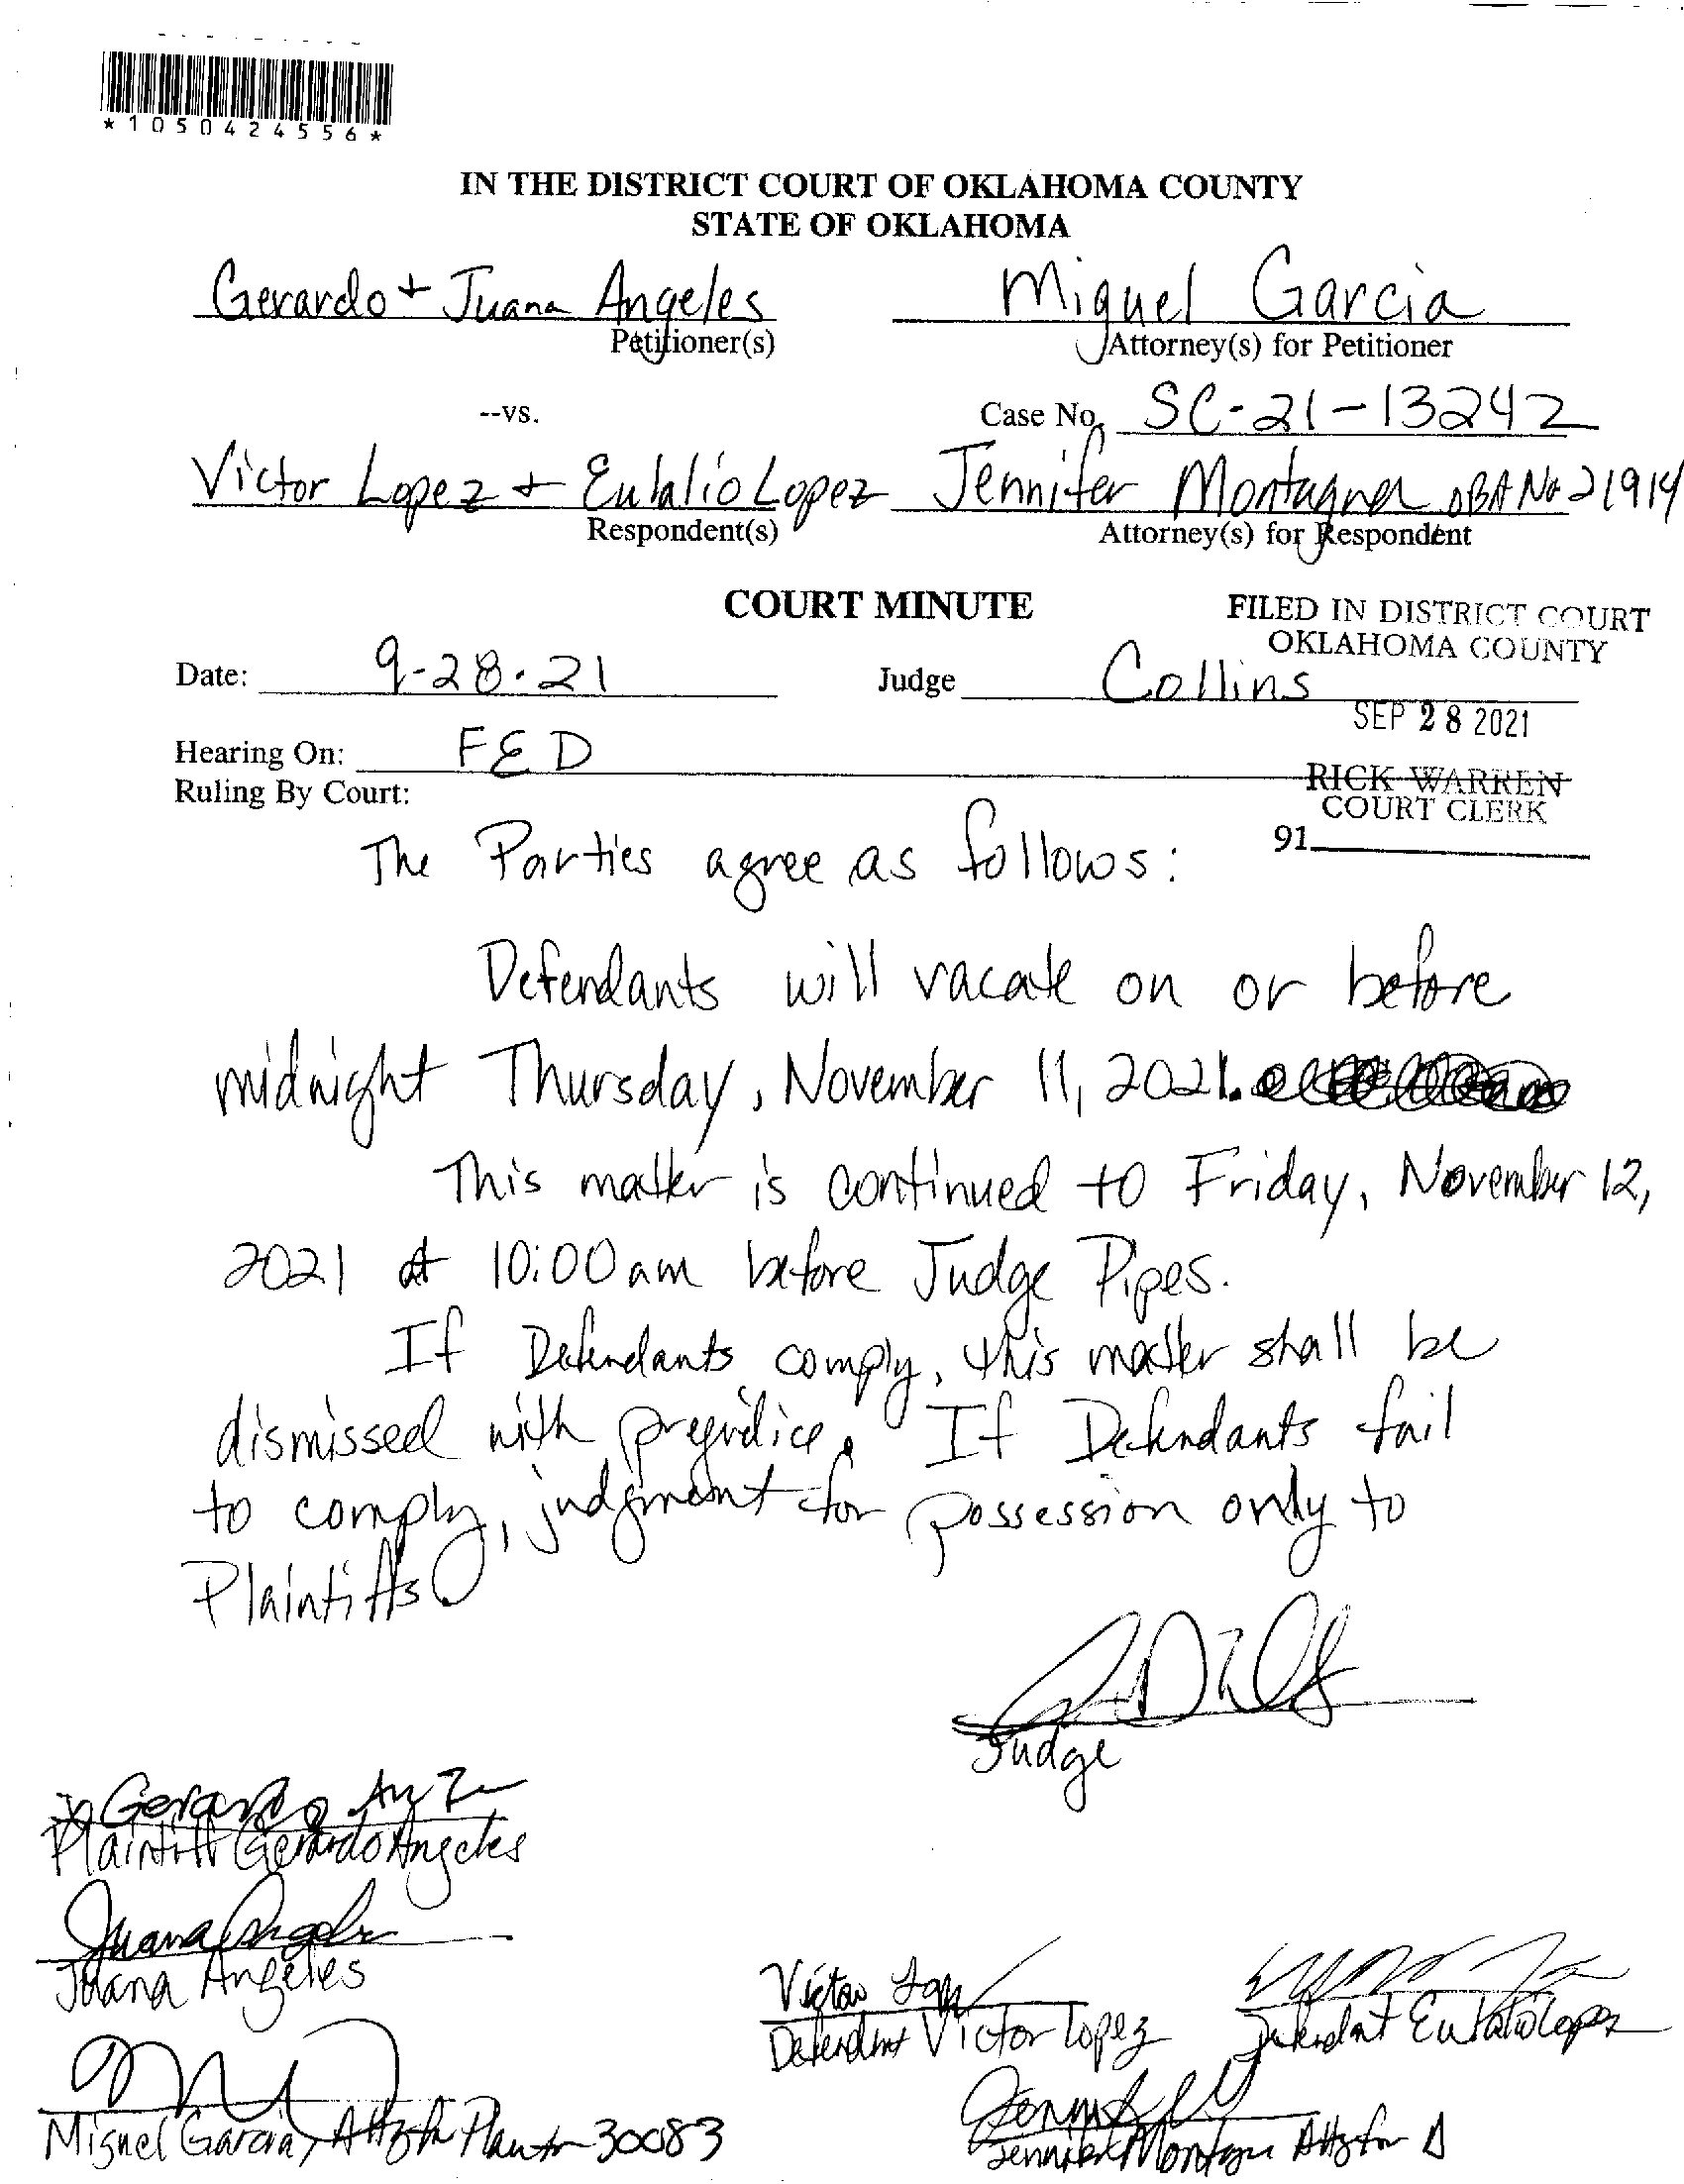 *1050424556*
IN THE DISTRICT COURT OF OKLAHOMA COUNTY
STATE OF OKLAHOMA
Gerardo + Juana Angeles
Petitioner(s)
Miguel Garcia
Attorney(s) for Petitioner
--vs.
Case No. SC-21-13242
Victor Lopez + Eulalio Lopez
Respondent(s)
Jennifer Montagna OBA No 21914
Attorney(s) for Respondent
COURT MINUTE
FILED IN DISTRICT COURT
OKLAHOMA COUNTY
Date: 9-28-21
Judge Collins
SEP 28 2021
Hearing On: FED
RICK WARREN
COURT CLERK
91
Ruling By Court:
The Parties agree as follows:
Defendants will vacate on or before
midnight Thursday, November 11, 2021.
This matter is continued to Friday, November 12,
2021 at 10:00am before Judge Pipes.
If Defendants comply, this matter shall be
dismissed with prejudice. If Defendants fail
to comply, judgment for possession only to
Plaintiffs.
Judge
x Gerardo
Plaintiff Gerardo Angeles
Juana Angeles
Juana Angeles
Miguel Garcia, Atty for Plaintiff 30083
Victor Lopez
Defendant Victor Lopez
Defendant Eulalio Lopez
Jennifer Montagna Atty for Δ